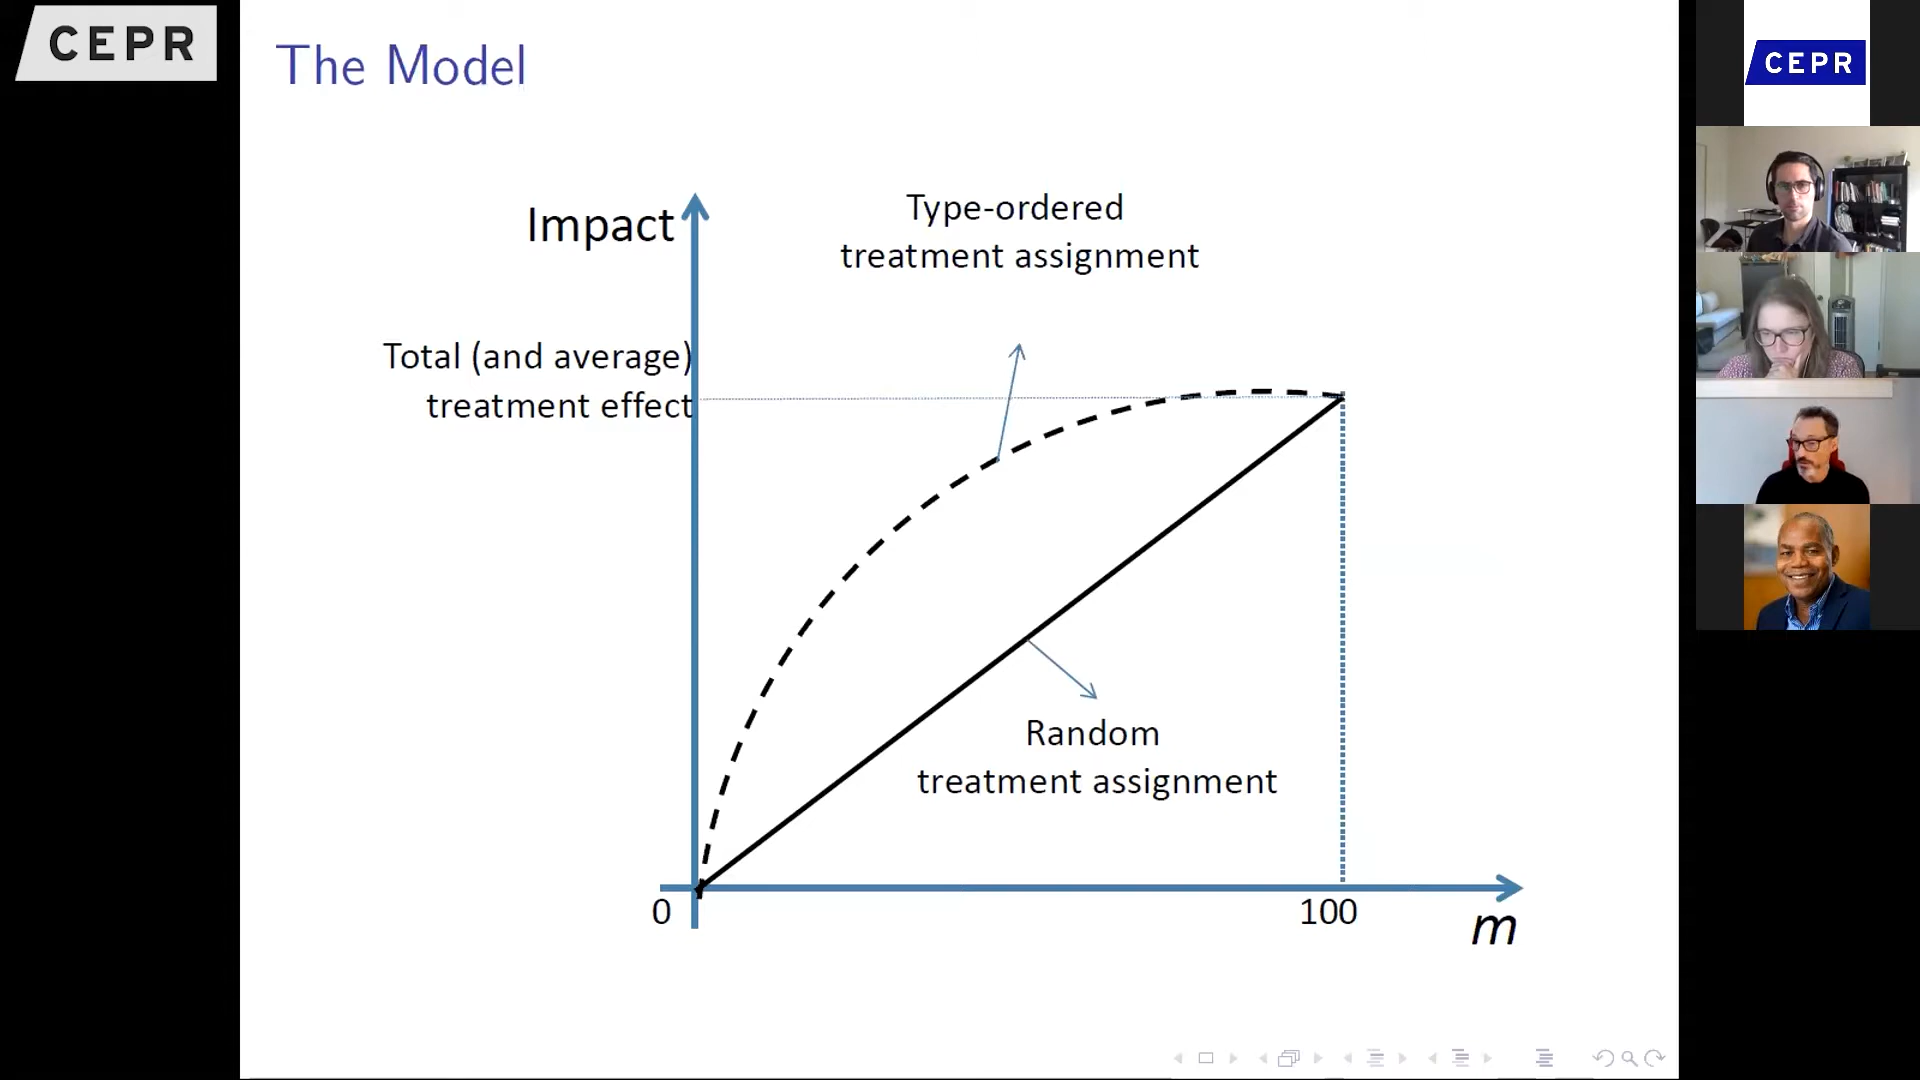 CEPR
The Model
CEPR
Impact
Type-ordered
treatment assignment
Total (and average)
treatment effect
Random
treatment assignment
0
100
m